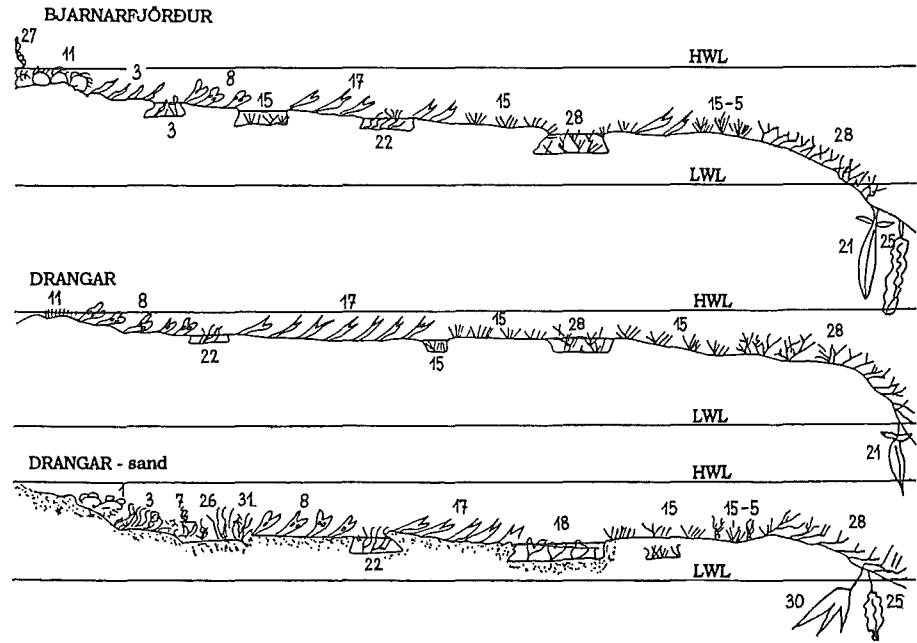 BJARNARFJÖRÐUR
27 11 3 8 17 15 15-5 28 HWL
3 15 22 28
LWL
21 25
DRANGAR
11 8 17 15 28 15 28 HWL
22 15
LWL
21
DRANGAR - sand
HWL
1 3 7 26 31 8 17 18 15 15-5 28
22
LWL
30 25